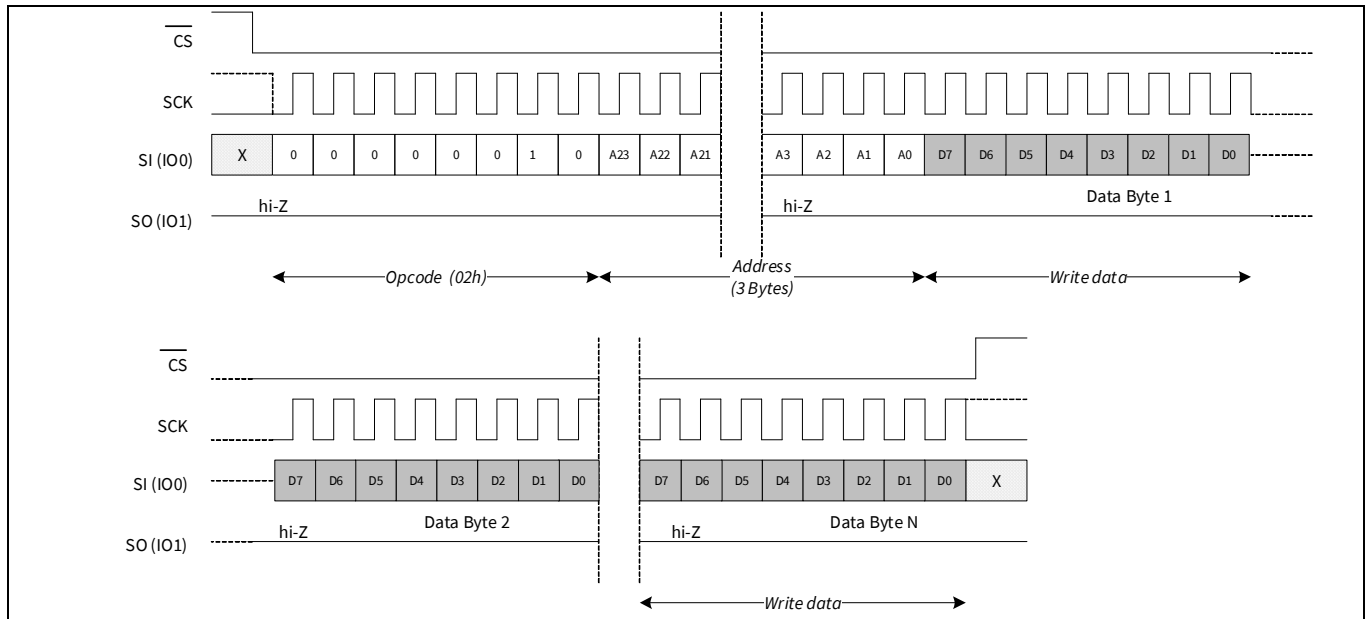 CS
SCK
SI (IO0) X 0 0 0 0 0 0 1 0 A23 A22 A21 A3 A2 A1 A0 D7 D6 D5 D4 D3 D2 D1 D0
hi-Z hi-Z Data Byte 1
SO (IO1)
Opcode (02h) Address (3 Bytes) Write data
CS
SCK
SI (IO0) D7 D6 D5 D4 D3 D2 D1 D0 D7 D6 D5 D4 D3 D2 D1 D0 X
hi-Z Data Byte 2 hi-Z Data Byte N
SO (IO1)
Write data